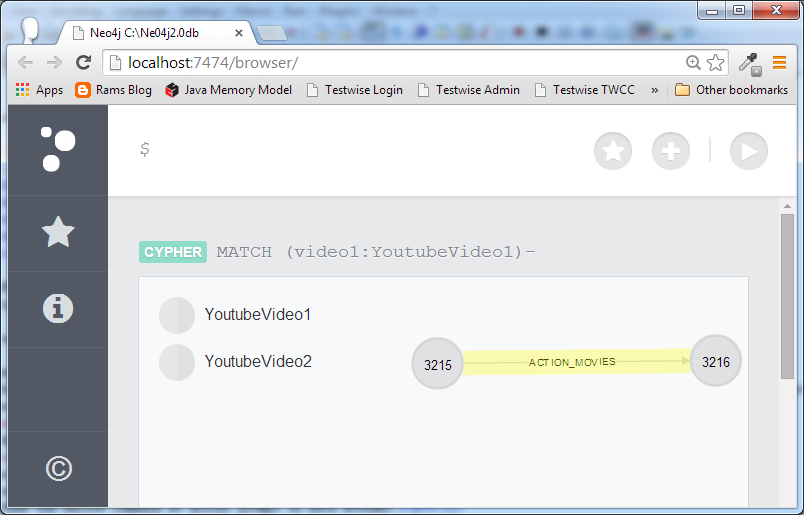 Neo4j C:\Ne04j2.0db
localhost:7474/browser/
Apps Rams Blog Java Memory Model Testwise Login Testwise Admin Testwise TWCC » Other bookmarks
$
CYPHER MATCH (video1:YoutubeVideo1)-
YoutubeVideo1
YoutubeVideo2
3215 ACTION_MOVIES 3216
©